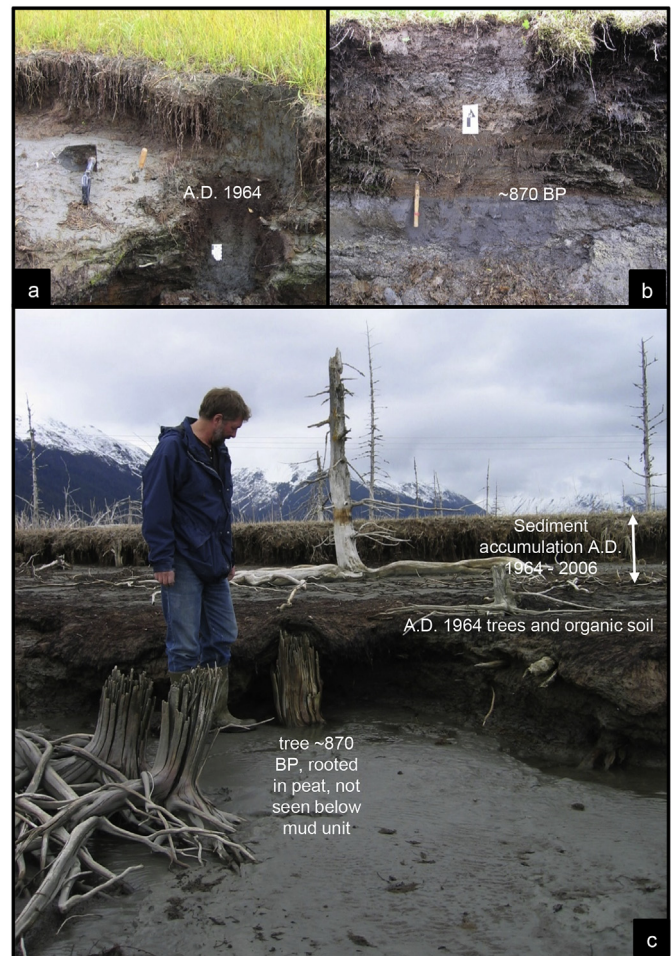 A.D. 1964
a
~870 BP
b
Sediment
accumulation A.D.
1964 - 2006
A.D. 1964 trees and organic soil
tree ~870
BP, rooted
in peat, not
seen below
mud unit
c